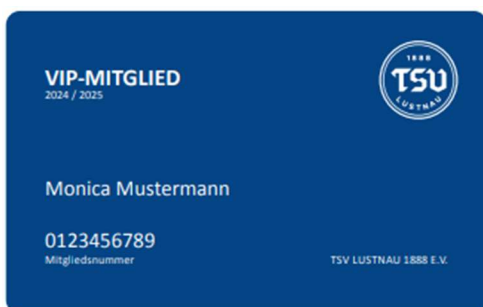 VIP-MITGLIED
2024 / 2025
1888
TSV
LUSTNAU
Monica Mustermann
0123456789
Mitgliedsnummer
TSV LUSTNAU 1888 E.V.